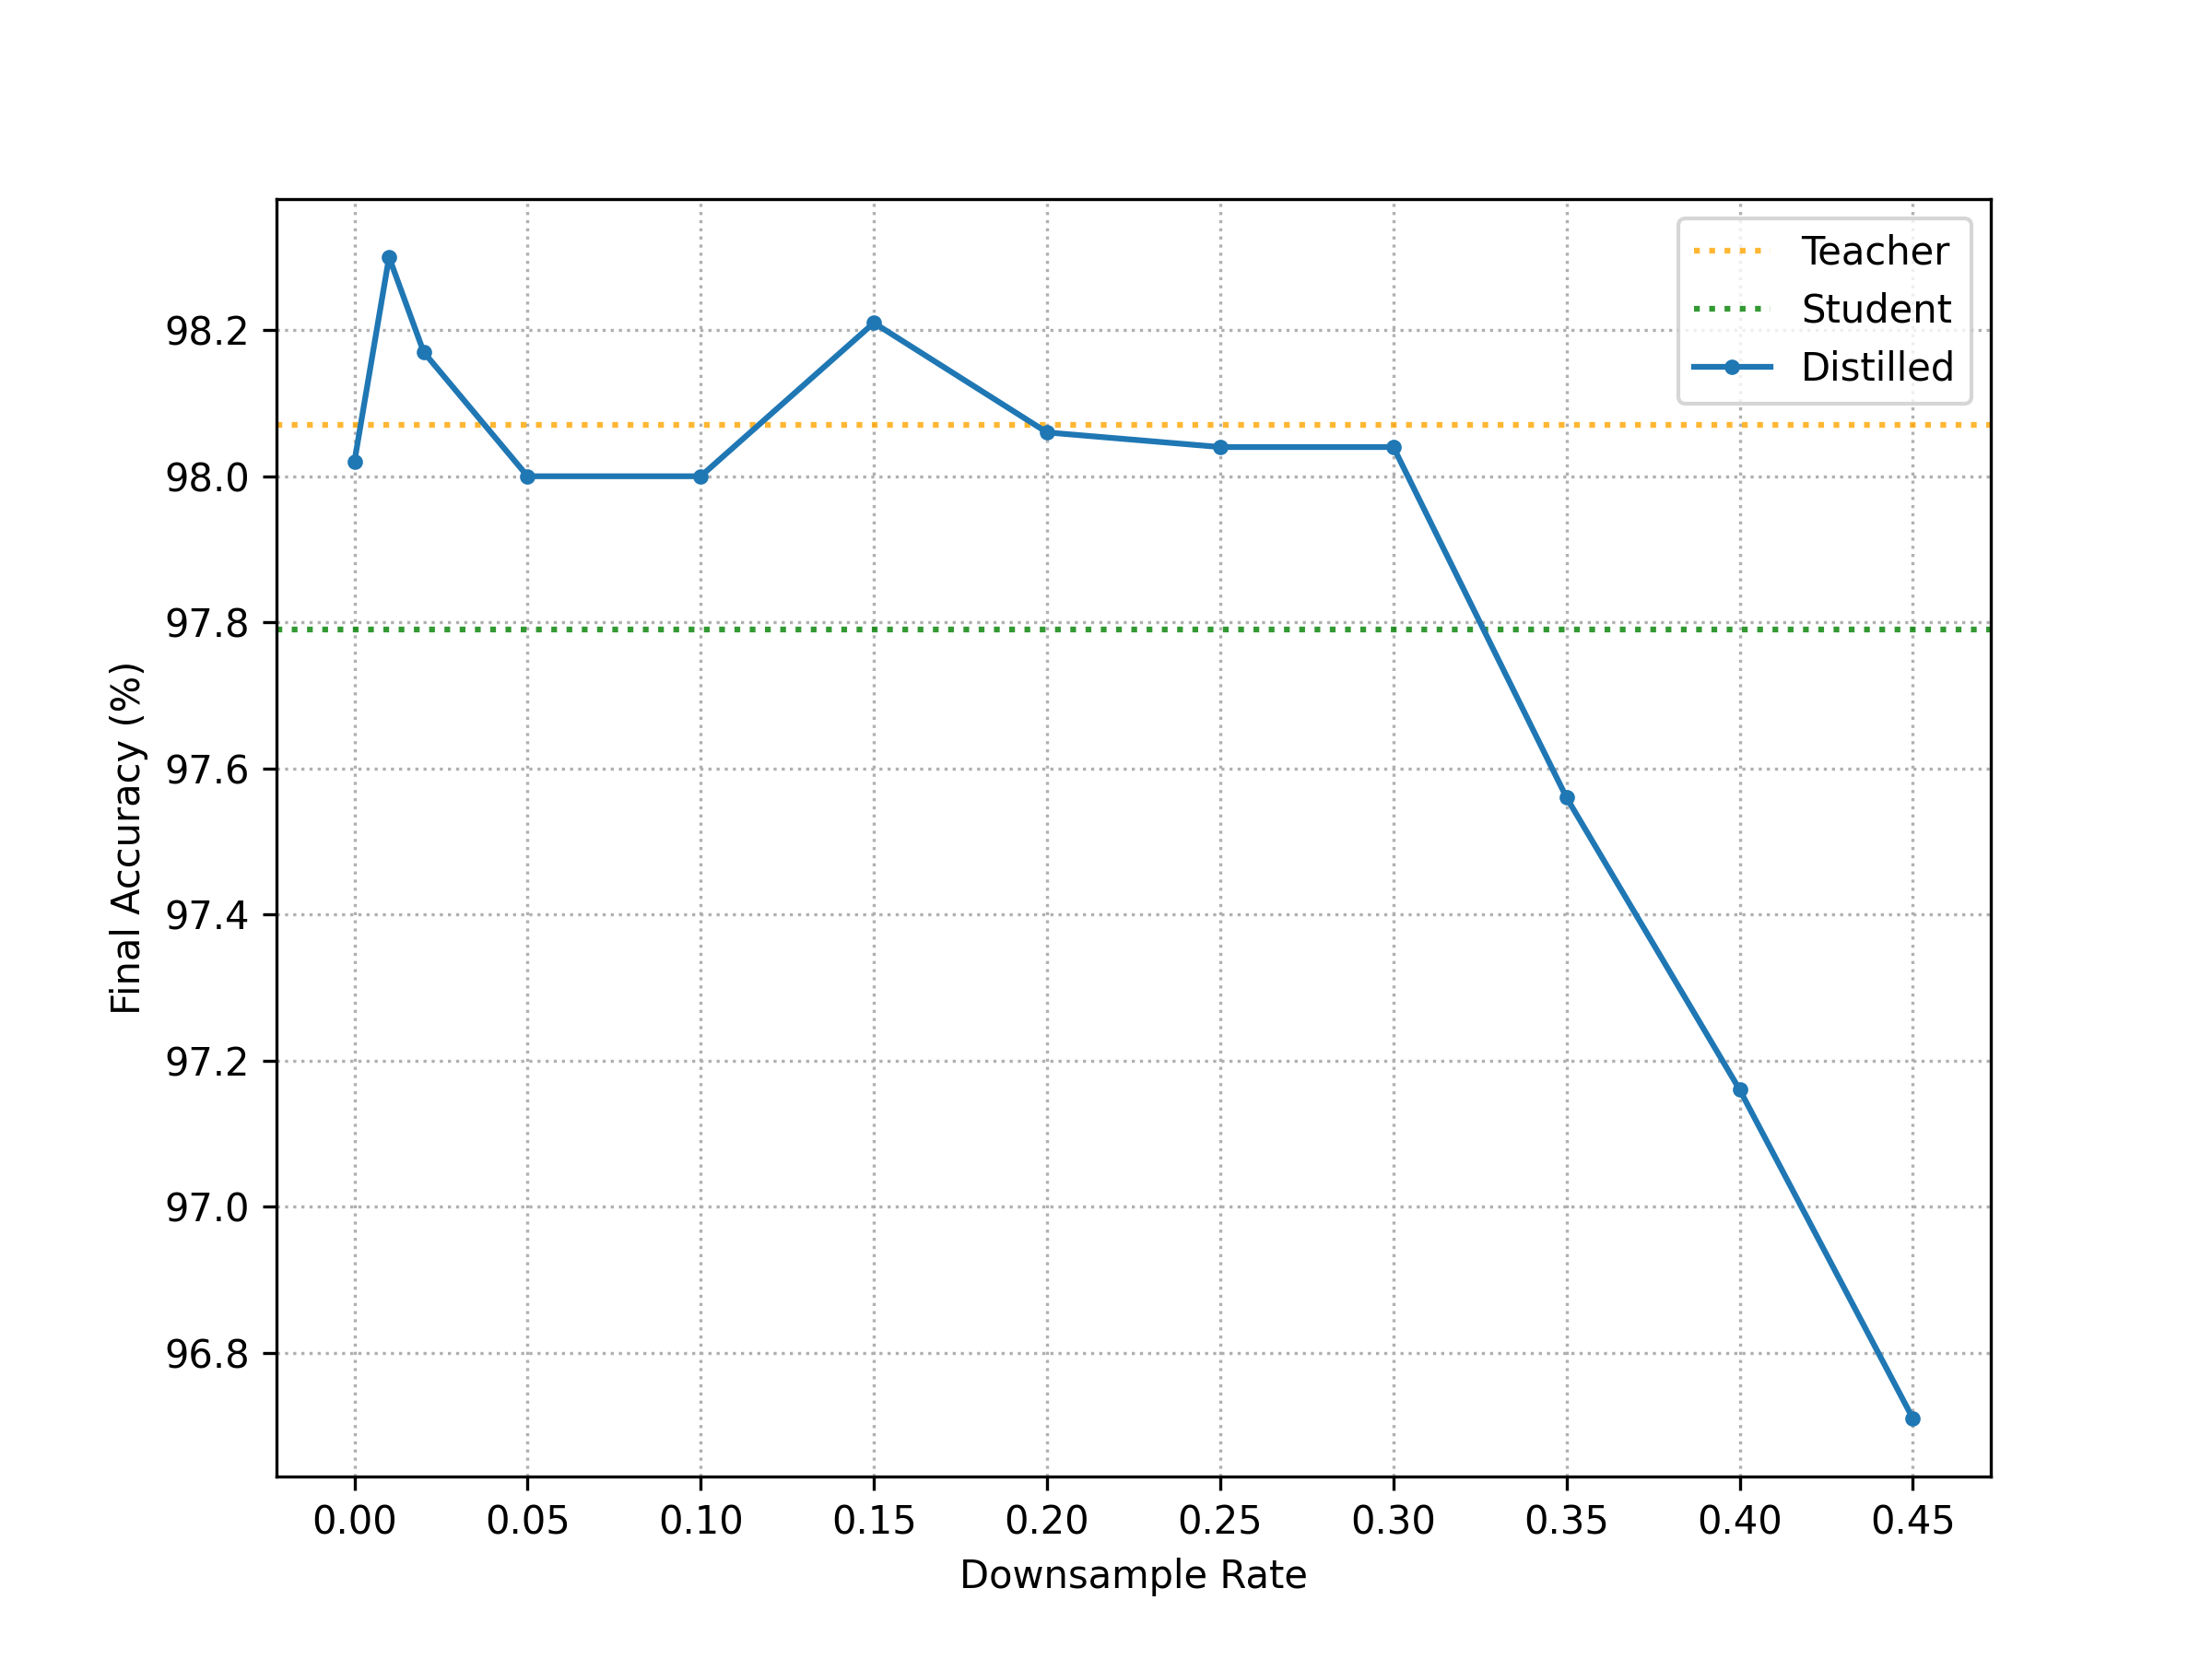 Teacher
Student
Distilled
98.2
98.0
97.8
97.6
97.4
97.2
97.0
96.8
Final Accuracy (%)
0.00 0.05 0.10 0.15 0.20 0.25 0.30 0.35 0.40 0.45
Downsample Rate